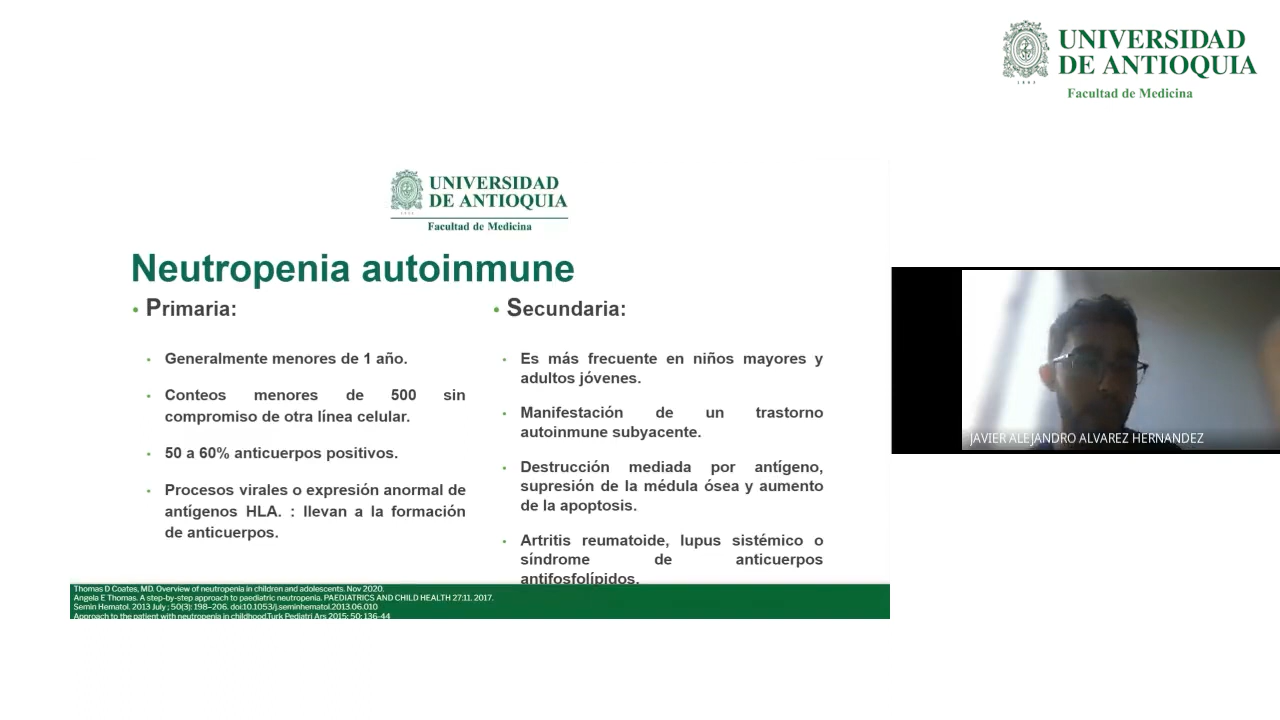 UNIVERSIDAD
DE ANTIOQUIA
Facultad de Medicina
UNIVERSIDAD
DE ANTIOQUIA
Facultad de Medicina
Neutropenia autoinmune
• Primaria:
• Generalmente menores de 1 año.
• Conteos menores de 500 sin
compromiso de otra línea celular.
• 50 a 60% anticuerpos positivos.
• Procesos virales o expresión anormal de
antígenos HLA. : llevan a la formación
de anticuerpos.
• Secundaria:
• Es más frecuente en niños mayores y
adultos jóvenes.
• Manifestación de un trastorno
autoinmune subyacente.
• Destrucción mediada por antígeno,
supresión de la médula ósea y aumento
de la apoptosis.
• Artritis reumatoide, lupus sistémico o
síndrome de anticuerpos
antifosfolípidos.
JAVIER ALEJANDRO ALVAREZ HERNANDEZ
Thomas D Coates, MD. Overview of neutropenia in children and adolescents. Nov 2020.
Angela E Thomas. A step-by-step approach to paediatric neutropenia. PAEDIATRICS AND CHILD HEALTH 27:11. 2017.
Semin Hematol. 2013 July ; 50(3): 198–206. doi:10.1053/j.seminhematol.2013.06.010
Approach to the patient with neutropenia in childhood.Turk Pediatri Ars 2015; 50: 136-44